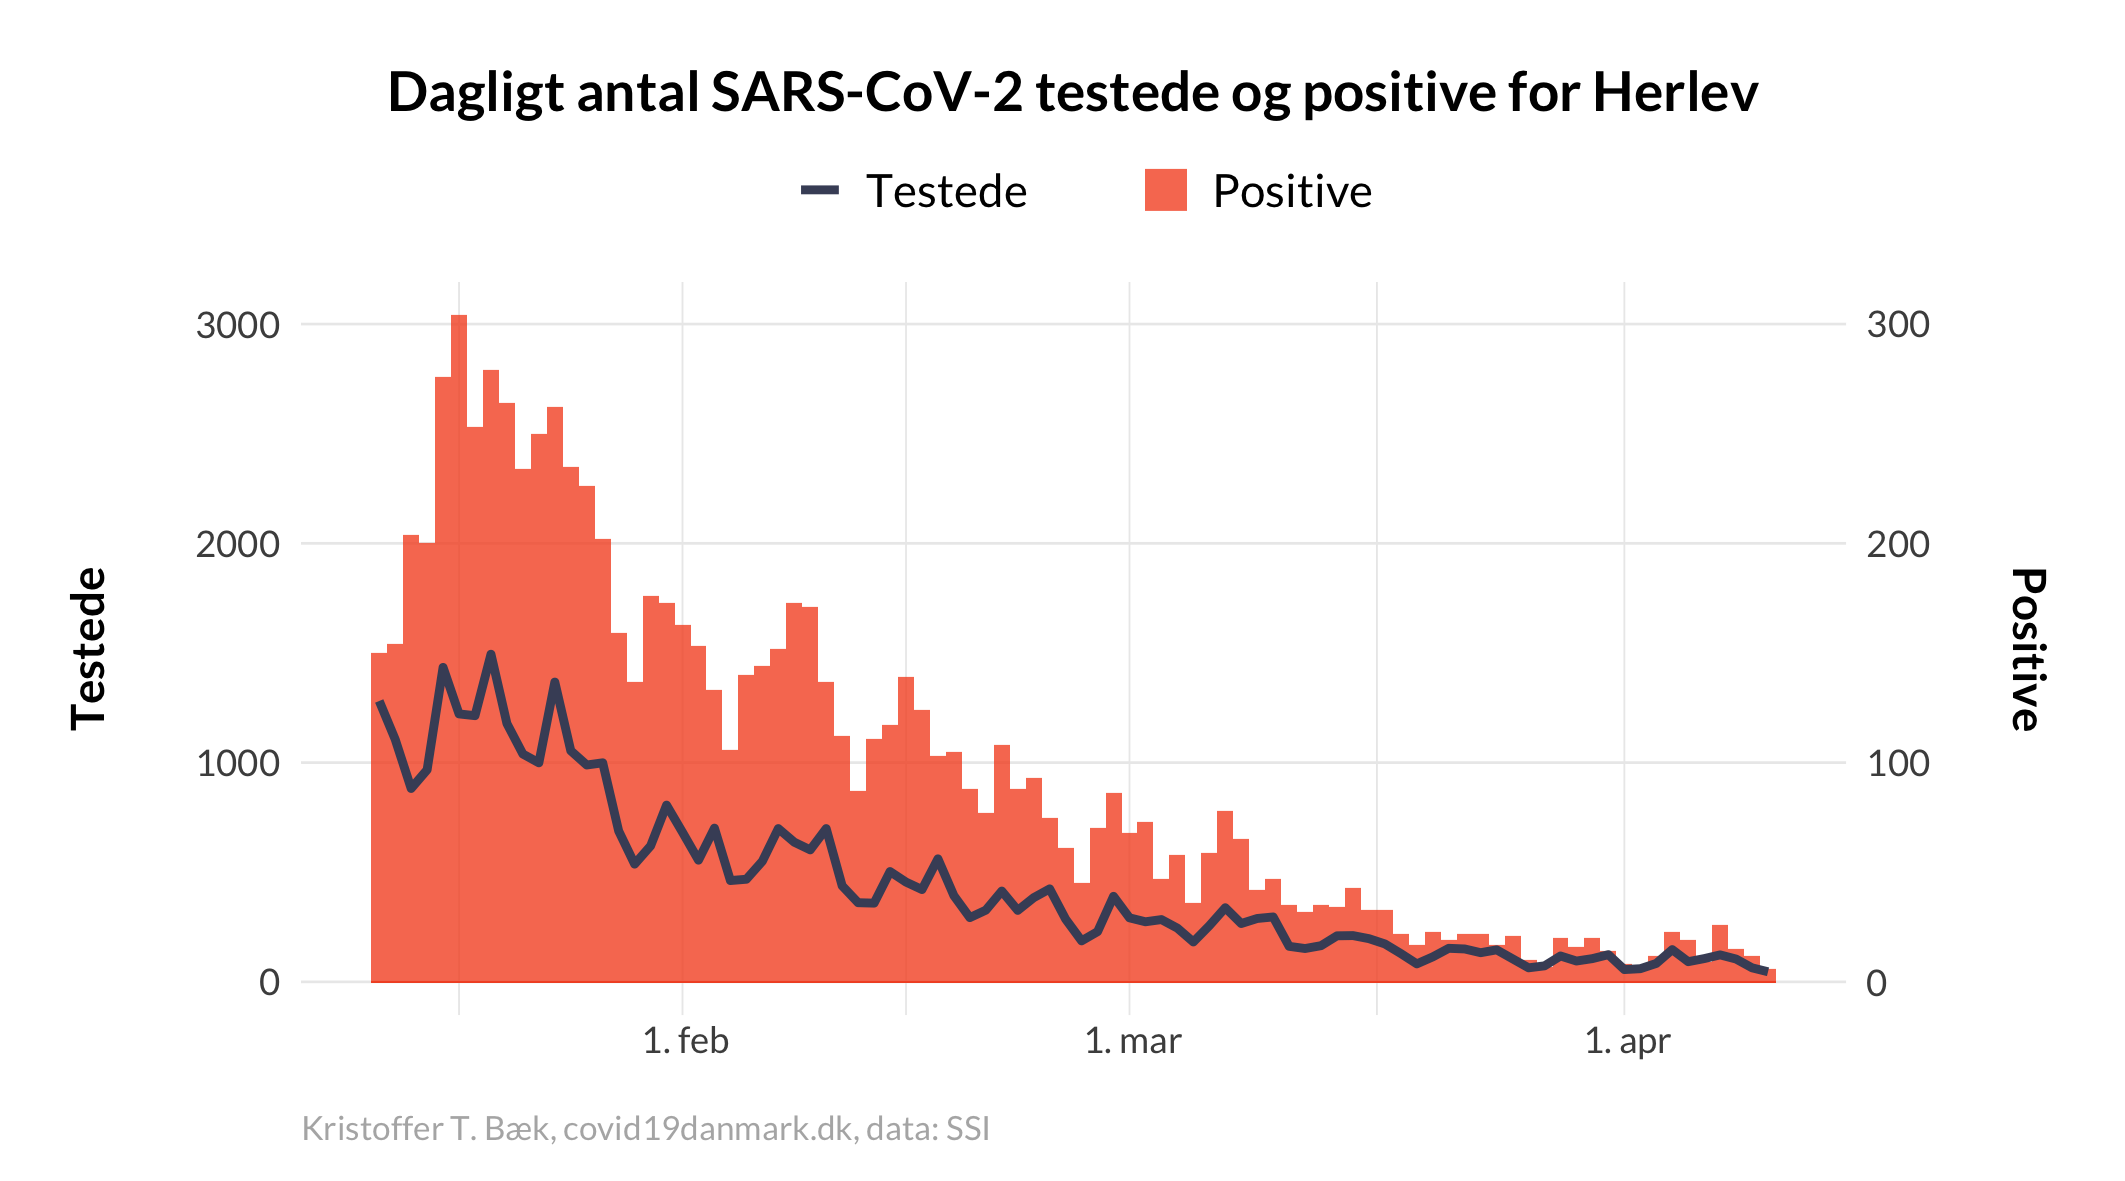 Dagligt antal SARS-CoV-2 testede og positive for Herlev
Testede
Positive
3000
2000
1000
0
Testede
300
200
100
0
Positive
1. feb
1. mar
1. apr
Kristoffer T. Bæk, covid19danmark.dk, data: SSI